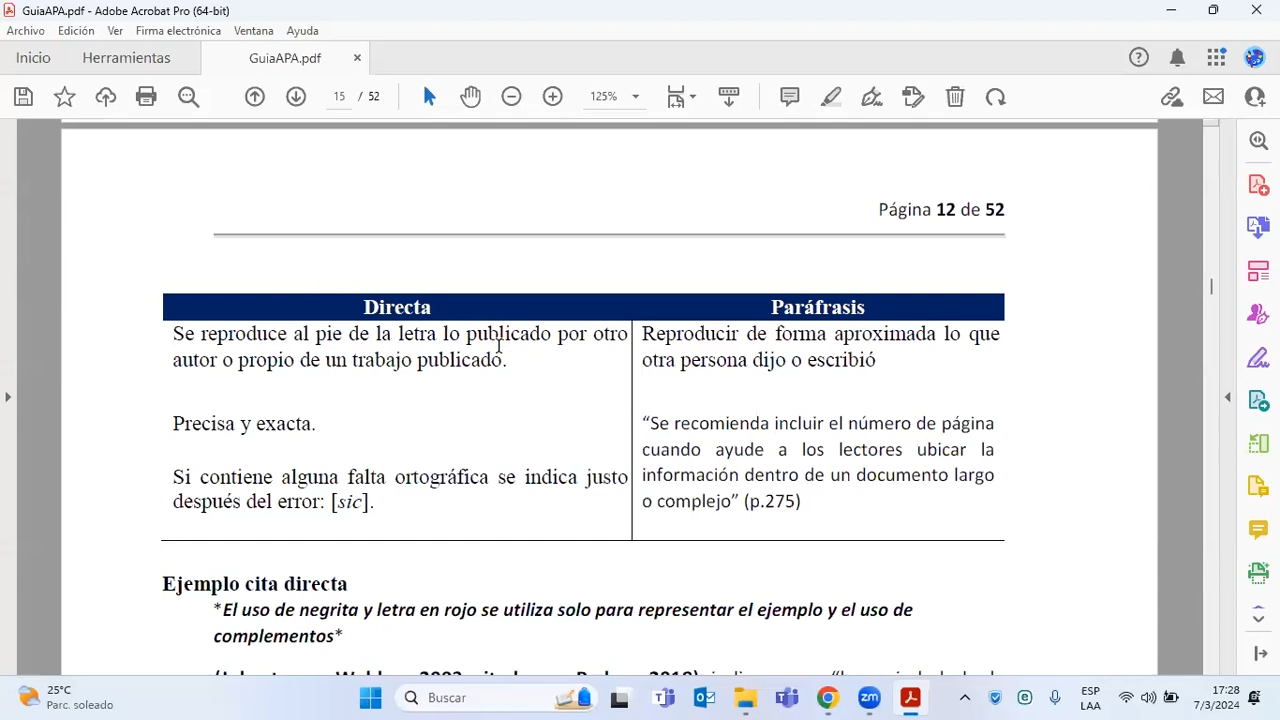 GuiaAPA.pdf - Adobe Acrobat Pro (64-bit)
Archivo Edición Ver Firma electrónica Ventana Ayuda
Inicio Herramientas GuiaAPA.pdf ×
15 / 52 125%
Página 12 de 52
Directa
Se reproduce al pie de la letra lo publicado por otro
autor o propio de un trabajo publicado.
Precisa y exacta.
Si contiene alguna falta ortográfica se indica justo
después del error: [sic].
Paráfrasis
Reproducir de forma aproximada lo que
otra persona dijo o escribió
“Se recomienda incluir el número de página
cuando ayude a los lectores ubicar la
información dentro de un documento largo
o complejo” (p.275)
Ejemplo cita directa
*El uso de negrita y letra en rojo se utiliza solo para representar el ejemplo y el uso de
complementos*
25°C
Parc. soleado
Buscar
ESP
LAA
17:28
7/3/2024